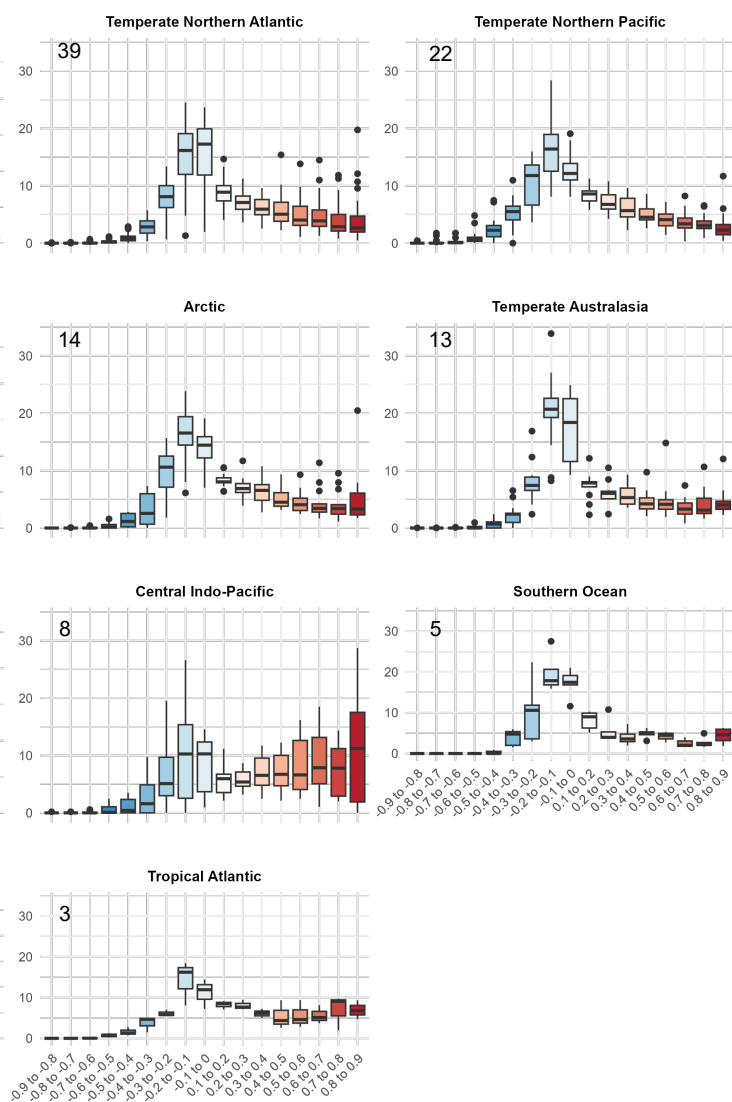 Temperate Northern Atlantic
Temperate Northern Pacific
39
22
30
20
10
0
30
20
10
0
Arctic
Temperate Australasia
14
13
30
20
10
0
30
20
10
0
Central Indo-Pacific
Southern Ocean
8
5
30
20
10
0
30
20
10
0
-0.9 to -0.8
-0.8 to -0.7
-0.7 to -0.6
-0.6 to -0.5
-0.5 to -0.4
-0.4 to -0.3
-0.3 to -0.2
-0.2 to -0.1
-0.1 to 0
0.1 to 0.2
0.2 to 0.3
0.3 to 0.4
0.4 to 0.5
0.5 to 0.6
0.6 to 0.7
0.7 to 0.8
0.8 to 0.9
Tropical Atlantic
3
30
20
10
0
-0.9 to -0.8
-0.8 to -0.7
-0.7 to -0.6
-0.6 to -0.5
-0.5 to -0.4
-0.4 to -0.3
-0.3 to -0.2
-0.2 to -0.1
-0.1 to 0
0.1 to 0.2
0.2 to 0.3
0.3 to 0.4
0.4 to 0.5
0.5 to 0.6
0.6 to 0.7
0.7 to 0.8
0.8 to 0.9